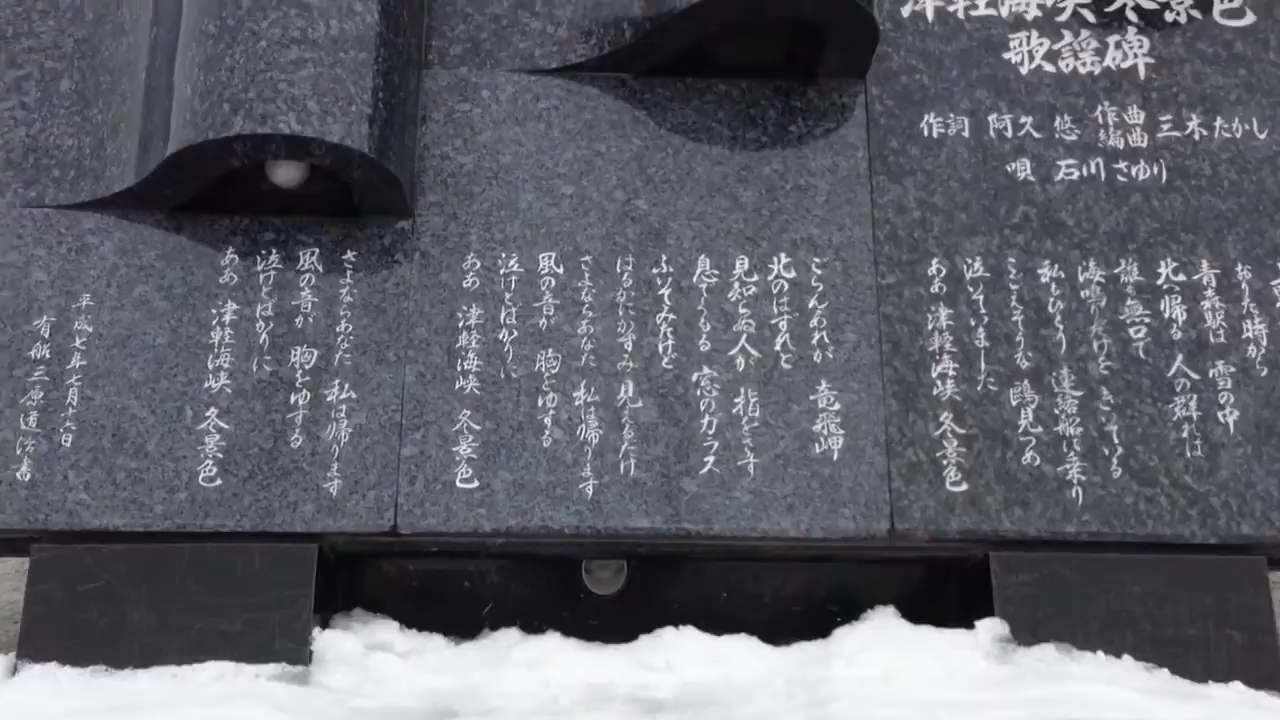 津軽海峡冬景色
歌謡碑
作詞 阿久 悠 作曲 編曲 三木たかし
唄 石川さゆり
おりた時から
青森駅は 雪の中
北へ帰る 人の群れは
誰も無口で
海鳴りだけを きいている
私もひとり 連絡船に乗り
こごえそうな 鴎見つめ
泣いていました
ああ 津軽海峡 冬景色
ごらんあれが 竜飛岬
北のはずれと
見知らぬ人が 指をさす
息でくもる 窓のガラス
ふいてみたけど
はるかにかすみ 見えるだけ
さよならあなた 私は帰ります
風の音が 胸をゆする
泣けとばかりに
ああ 津軽海峡 冬景色
さよならあなた 私は帰ります
風の音が 胸をゆする
泣けとばかりに
ああ 津軽海峡 冬景色
平成七年七月十六日
有船三原道治書